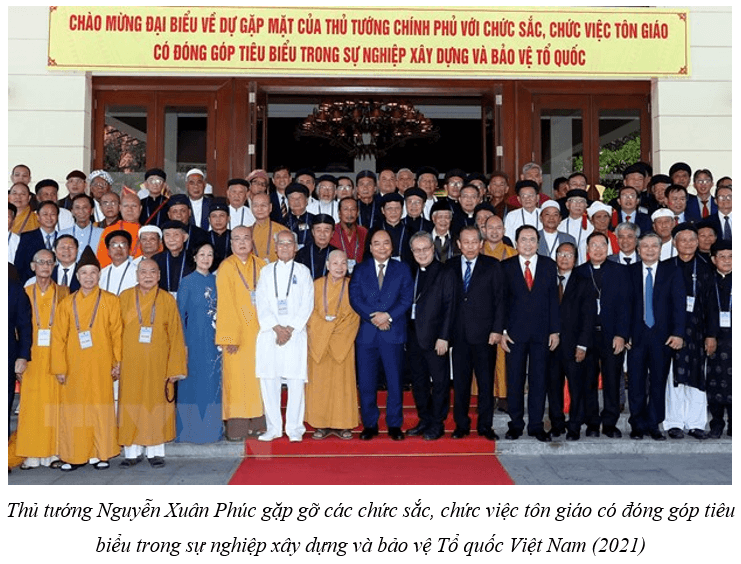 CHÀO MỪNG ĐẠI BIỂU VỀ DỰ GẶP MẶT CỦA THỦ TƯỚNG CHÍNH PHỦ VỚI CHỨC SẮC, CHỨC VIỆC TÔN GIÁO
CÓ ĐÓNG GÓP TIÊU BIỂU TRONG SỰ NGHIỆP XÂY DỰNG VÀ BẢO VỆ TỔ QUỐC
TTXVN
Thủ tướng Nguyễn Xuân Phúc gặp gỡ các chức sắc, chức việc tôn giáo có đóng góp tiêu
biểu trong sự nghiệp xây dựng và bảo vệ Tổ quốc Việt Nam (2021)